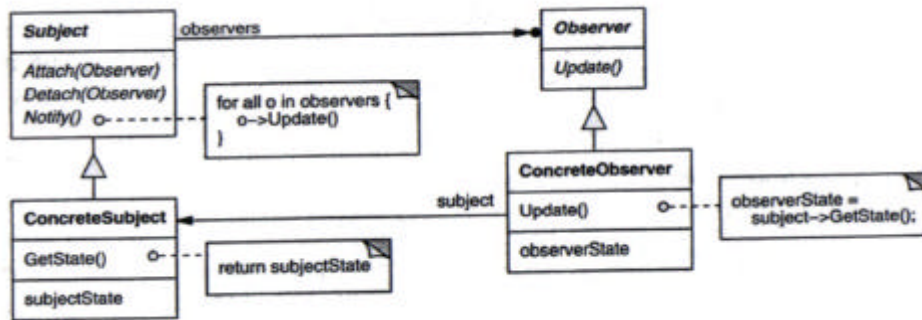 Subject
Attach(Observer)
Detach(Observer)
Notify()
observers
Observer
Update()
for all o in observers {
o->Update()
}
ConcreteSubject
GetState()
subjectState
return subjectState
subject
ConcreteObserver
Update()
observerState
observerState =
subject->GetState();